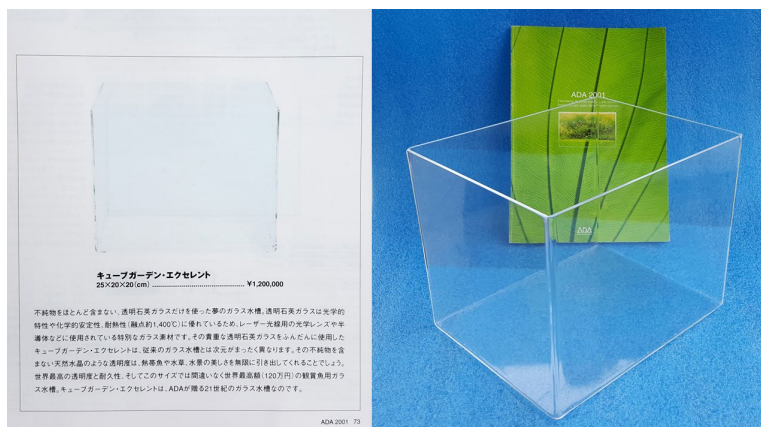 キューブガーデン・エクセレント
25×20×20(cm) ................................................ ¥1,200,000
不純物をほとんど含まない、透明石英ガラスだけを使った夢のガラス水槽。透明石英ガラスは光学的
特性や化学的安定性、耐熱性(融点約1,400℃)に優れているため、レーザー光線用の光学レンズや半
導体などに使用されている特別なガラス素材です。その貴重な透明石英ガラスをふんだんに使用した
キューブガーデン・エクセレントは、従来のガラス水槽とは次元がまったく異なります。その不純物を含
まない天然水晶のような透明度は、熱帯魚や水草、水景の美しさを無限に引き出してくれることでしょう。
世界最高の透明度と耐久性、そしてこのサイズでは間違いなく世界最高額(120万円)の観賞魚用ガラ
ス水槽。キューブガーデン・エクセレントは、ADAが贈る21世紀のガラス水槽なのです。
ADA 2001 73
ADA 2001
ADA